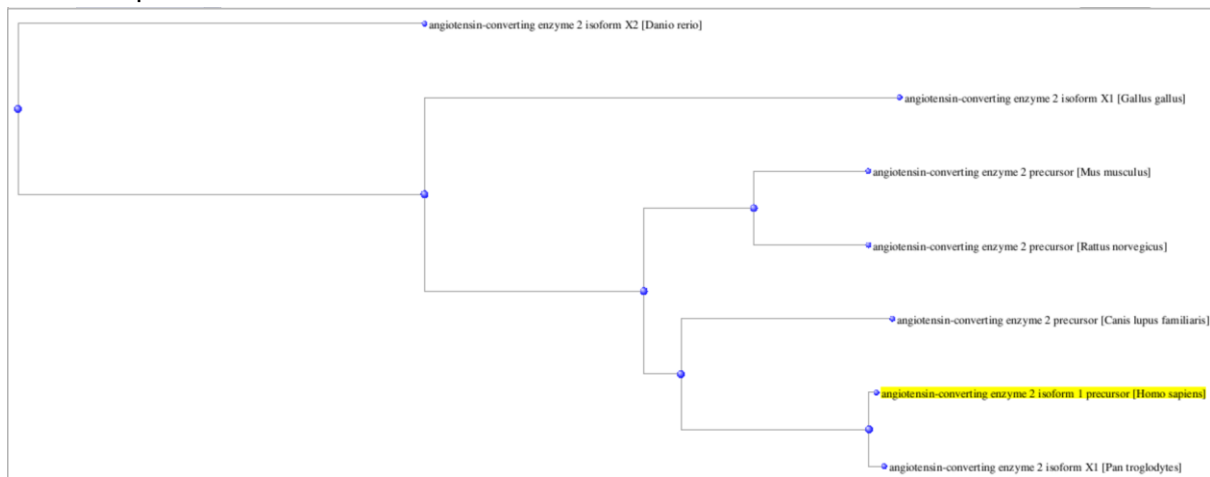 angiotensin-converting enzyme 2 isoform X2 [Danio rerio]
angiotensin-converting enzyme 2 isoform X1 [Gallus gallus]
angiotensin-converting enzyme 2 precursor [Mus musculus]
angiotensin-converting enzyme 2 precursor [Rattus norvegicus]
angiotensin-converting enzyme 2 precursor [Canis lupus familiaris]
angiotensin-converting enzyme 2 isoform 1 precursor [Homo sapiens]
angiotensin-converting enzyme 2 isoform X1 [Pan troglodytes]